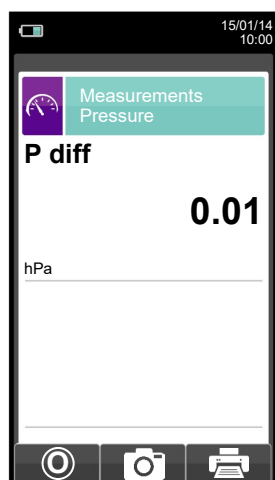 15/01/14
10:00
Measurements
Pressure
P diff
0.01
hPa